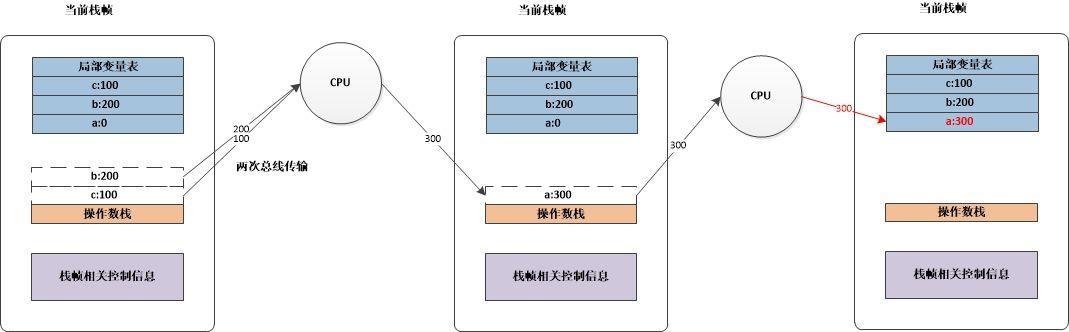 当前栈帧
局部变量表
c:100
b:200
a:0
b:200
c:100
操作数栈
栈帧相关控制信息
200
100
两次总线传输
CPU
300
当前栈帧
局部变量表
c:100
b:200
a:0
a:300
操作数栈
栈帧相关控制信息
300
CPU
300
当前栈帧
局部变量表
c:100
b:200
a:300
操作数栈
栈帧相关控制信息